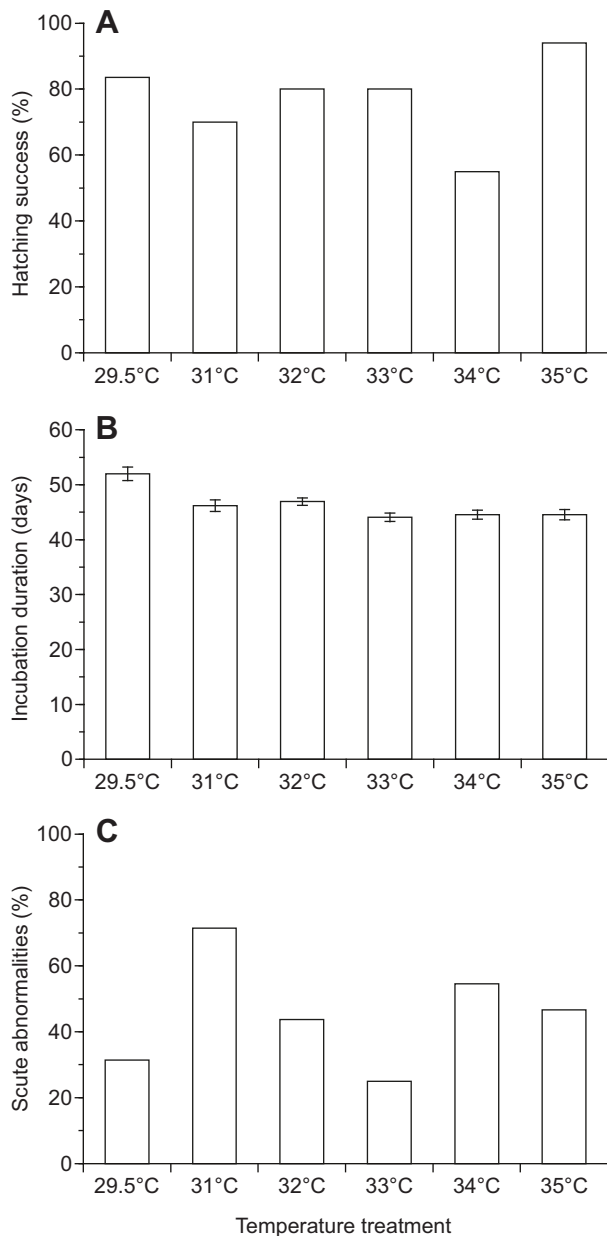 A
Hatching success (%)
100
80
60
40
20
0
29.5°C 31°C 32°C 33°C 34°C 35°C
B
Incubation duration (days)
60
50
40
30
20
10
0
29.5°C 31°C 32°C 33°C 34°C 35°C
C
Scute abnormalities (%)
100
80
60
40
20
0
29.5°C 31°C 32°C 33°C 34°C 35°C
Temperature treatment